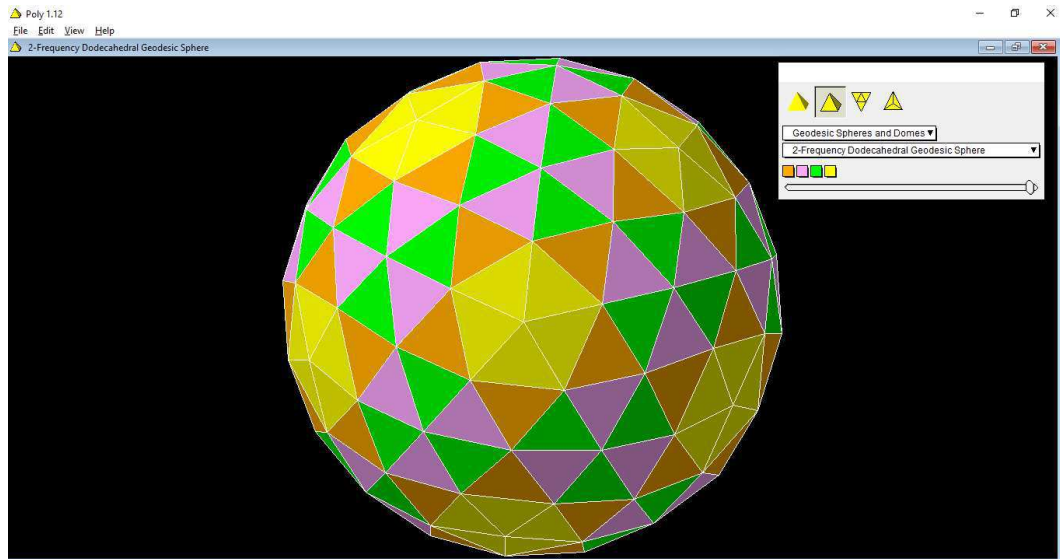 Poly 1.12
File Edit View Help
2-Frequency Dodecahedral Geodesic Sphere
Geodesic Spheres and Domes
2-Frequency Dodecahedral Geodesic Sphere